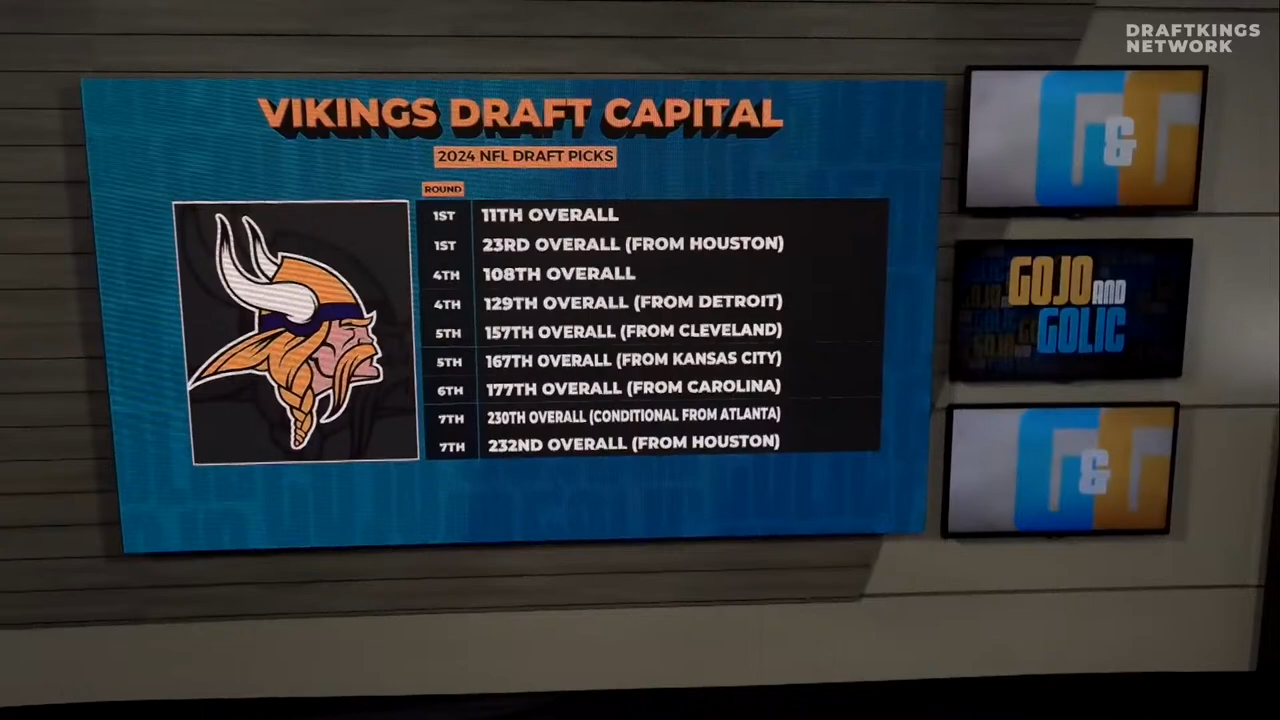 DRAFTKINGS
NETWORK
VIKINGS DRAFT CAPITAL
2024 NFL DRAFT PICKS
ROUND
1ST 11TH OVERALL
1ST 23RD OVERALL (FROM HOUSTON)
4TH 108TH OVERALL
4TH 129TH OVERALL (FROM DETROIT)
5TH 157TH OVERALL (FROM CLEVELAND)
5TH 167TH OVERALL (FROM KANSAS CITY)
6TH 177TH OVERALL (FROM CAROLINA)
7TH 230TH OVERALL (CONDITIONAL FROM ATLANTA)
7TH 232ND OVERALL (FROM HOUSTON)
G&G
GOJO AND
GOLIC
G&G